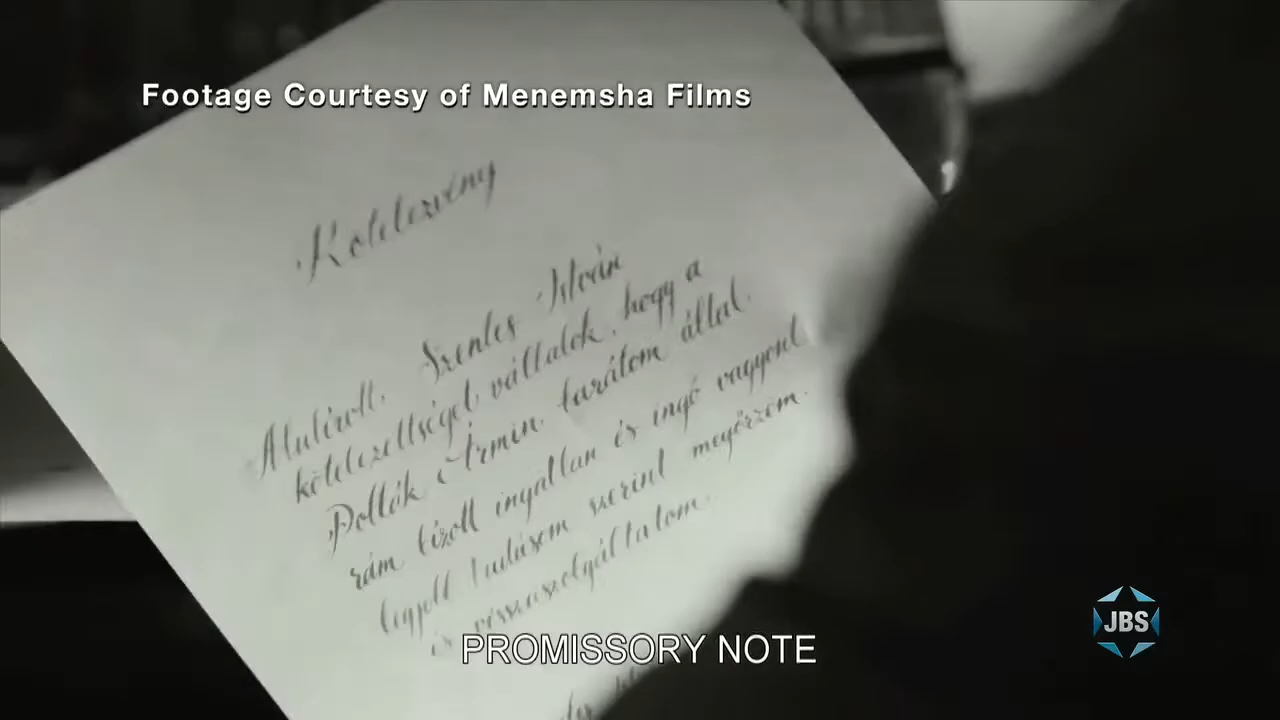 Footage Courtesy of Menemsha Films
Kötelezvény
Alulírott, Szentes István
kötelezettséget vállalok, hogy a
Pollák Ármin barátom által
rám bízott ingatlan és ingó vagyont
legjobb tudásom szerint megőrzöm
és visszaszolgáltatom.
PROMISSORY NOTE
JBS